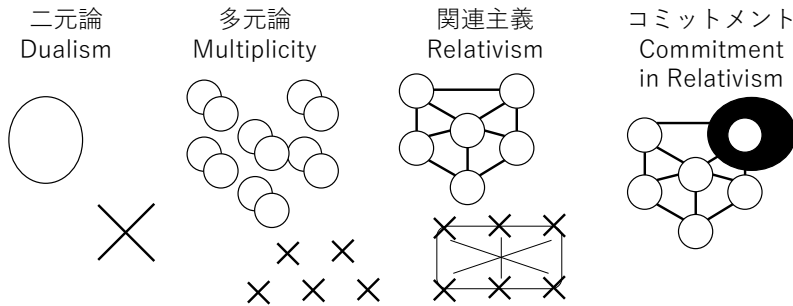 二元論
Dualism
多元論
Multiplicity
関連主義
Relativism
コミットメント
Commitment
in Relativism